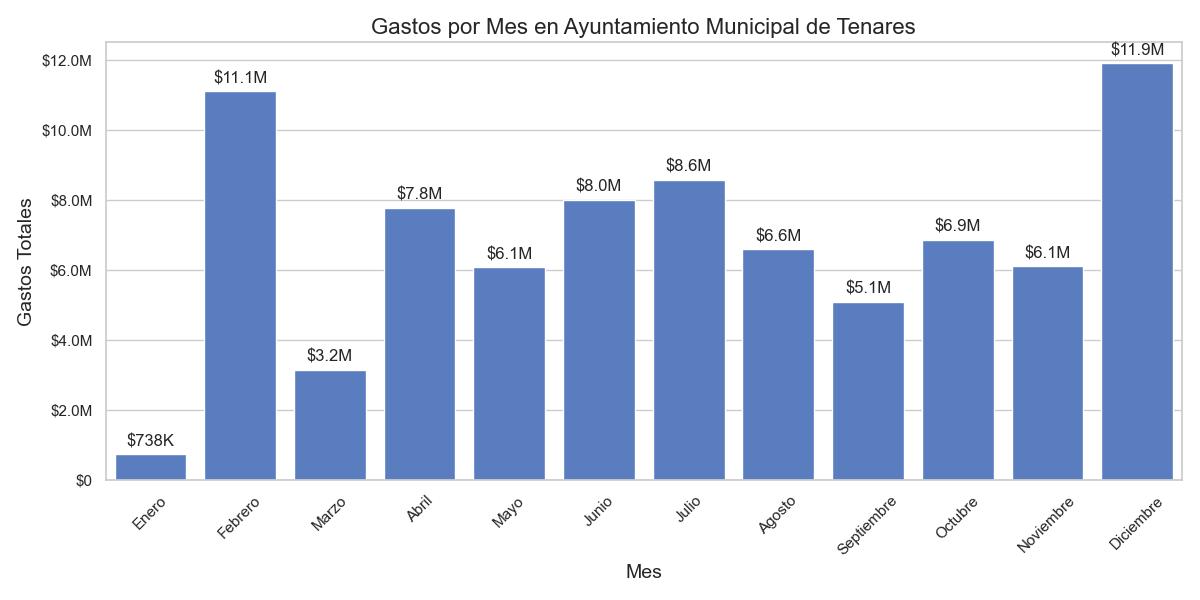 Gastos por Mes en Ayuntamiento Municipal de Tenares
Gastos Totales
$12.0M
$10.0M
$8.0M
$6.0M
$4.0M
$2.0M
$0
$738K
$11.1M
$3.2M
$7.8M
$6.1M
$8.0M
$8.6M
$6.6M
$5.1M
$6.9M
$6.1M
$11.9M
Enero
Febrero
Marzo
Abril
Mayo
Junio
Julio
Agosto
Septiembre
Octubre
Noviembre
Diciembre
Mes